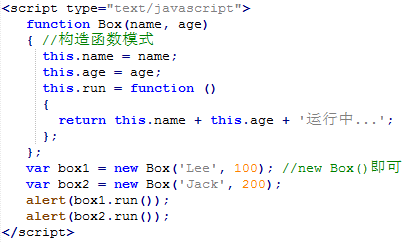 <script type="text/javascript">
function Box(name, age)
{ //构造函数模式
this.name = name;
this.age = age;
this.run = function ()
{
return this.name + this.age + '运行中...';
};
};
var box1 = new Box('Lee', 100); //new Box()即可
var box2 = new Box('Jack', 200);
alert(box1.run());
alert(box2.run());
</script>